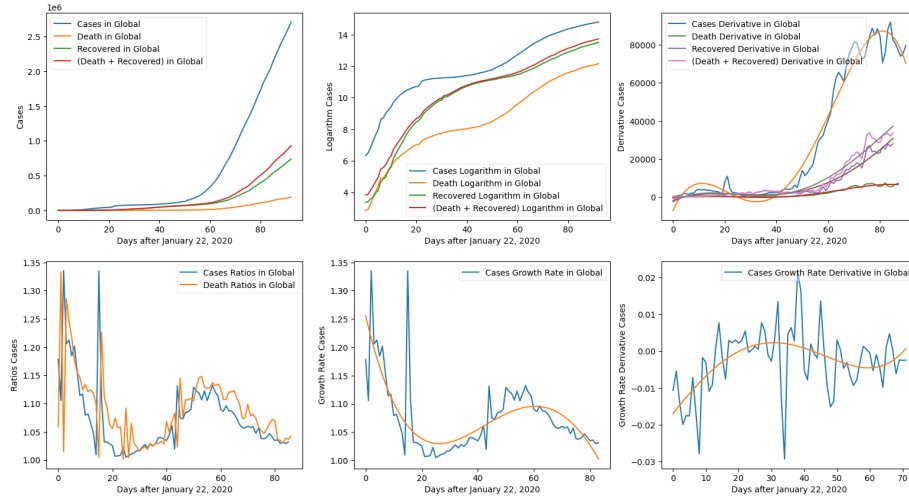 1e6
2.5
2.0
1.5
1.0
0.5
0.0
Cases
0 20 40 60 80
Days after January 22, 2020
Cases in Global
Death in Global
Recovered in Global
(Death + Recovered) in Global
14
12
10
8
6
4
Logarithm Cases
0 20 40 60 80
Days after January 22, 2020
Cases Logarithm in Global
Death Logarithm in Global
Recovered Logarithm in Global
(Death + Recovered) Logarithm in Global
80000
60000
40000
20000
0
Derivative Cases
0 20 40 60 80
Days after January 22, 2020
Cases Derivative in Global
Death Derivative in Global
Recovered Derivative in Global
(Death + Recovered) Derivative in Global
1.35
1.30
1.25
1.20
1.15
1.10
1.05
1.00
Ratios Cases
0 20 40 60 80
Days after January 22, 2020
Cases Ratios in Global
Death Ratios in Global
1.35
1.30
1.25
1.20
1.15
1.10
1.05
1.00
Growth Rate Cases
0 20 40 60 80
Days after January 22, 2020
Cases Growth Rate in Global
0.02
0.01
0.00
−0.01
−0.02
−0.03
Growth Rate Derivative Cases
0 10 20 30 40 50 60 70
Days after January 22, 2020
Cases Growth Rate Derivative in Global